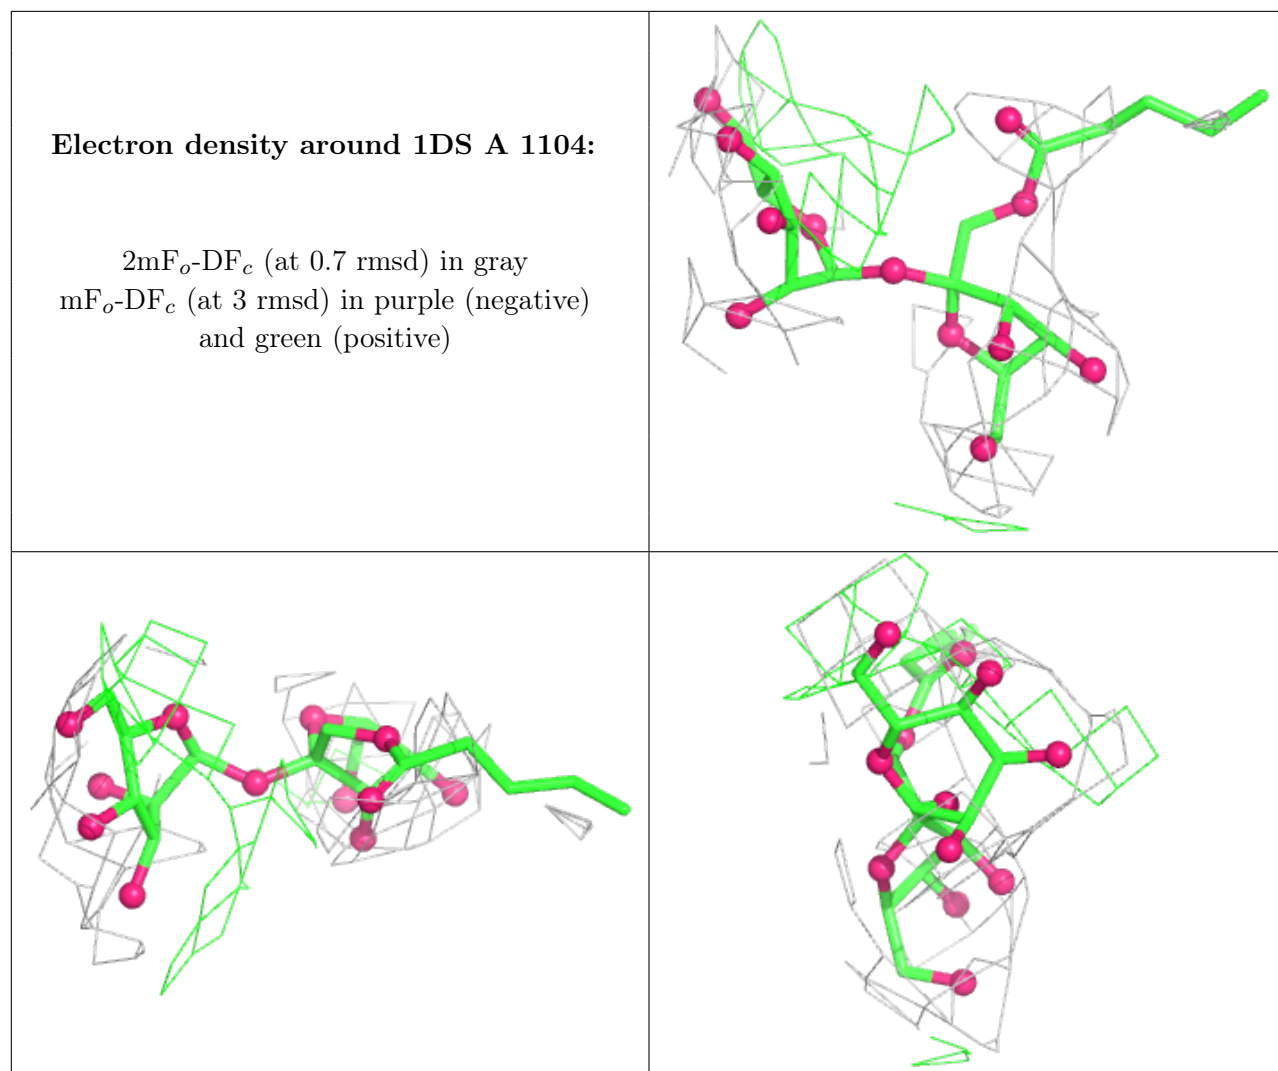 Electron density around 1DS A 1104:
2mFₒ-DF𝒸 (at 0.7 rmsd) in gray
mFₒ-DF𝒸 (at 3 rmsd) in purple (negative)
and green (positive)